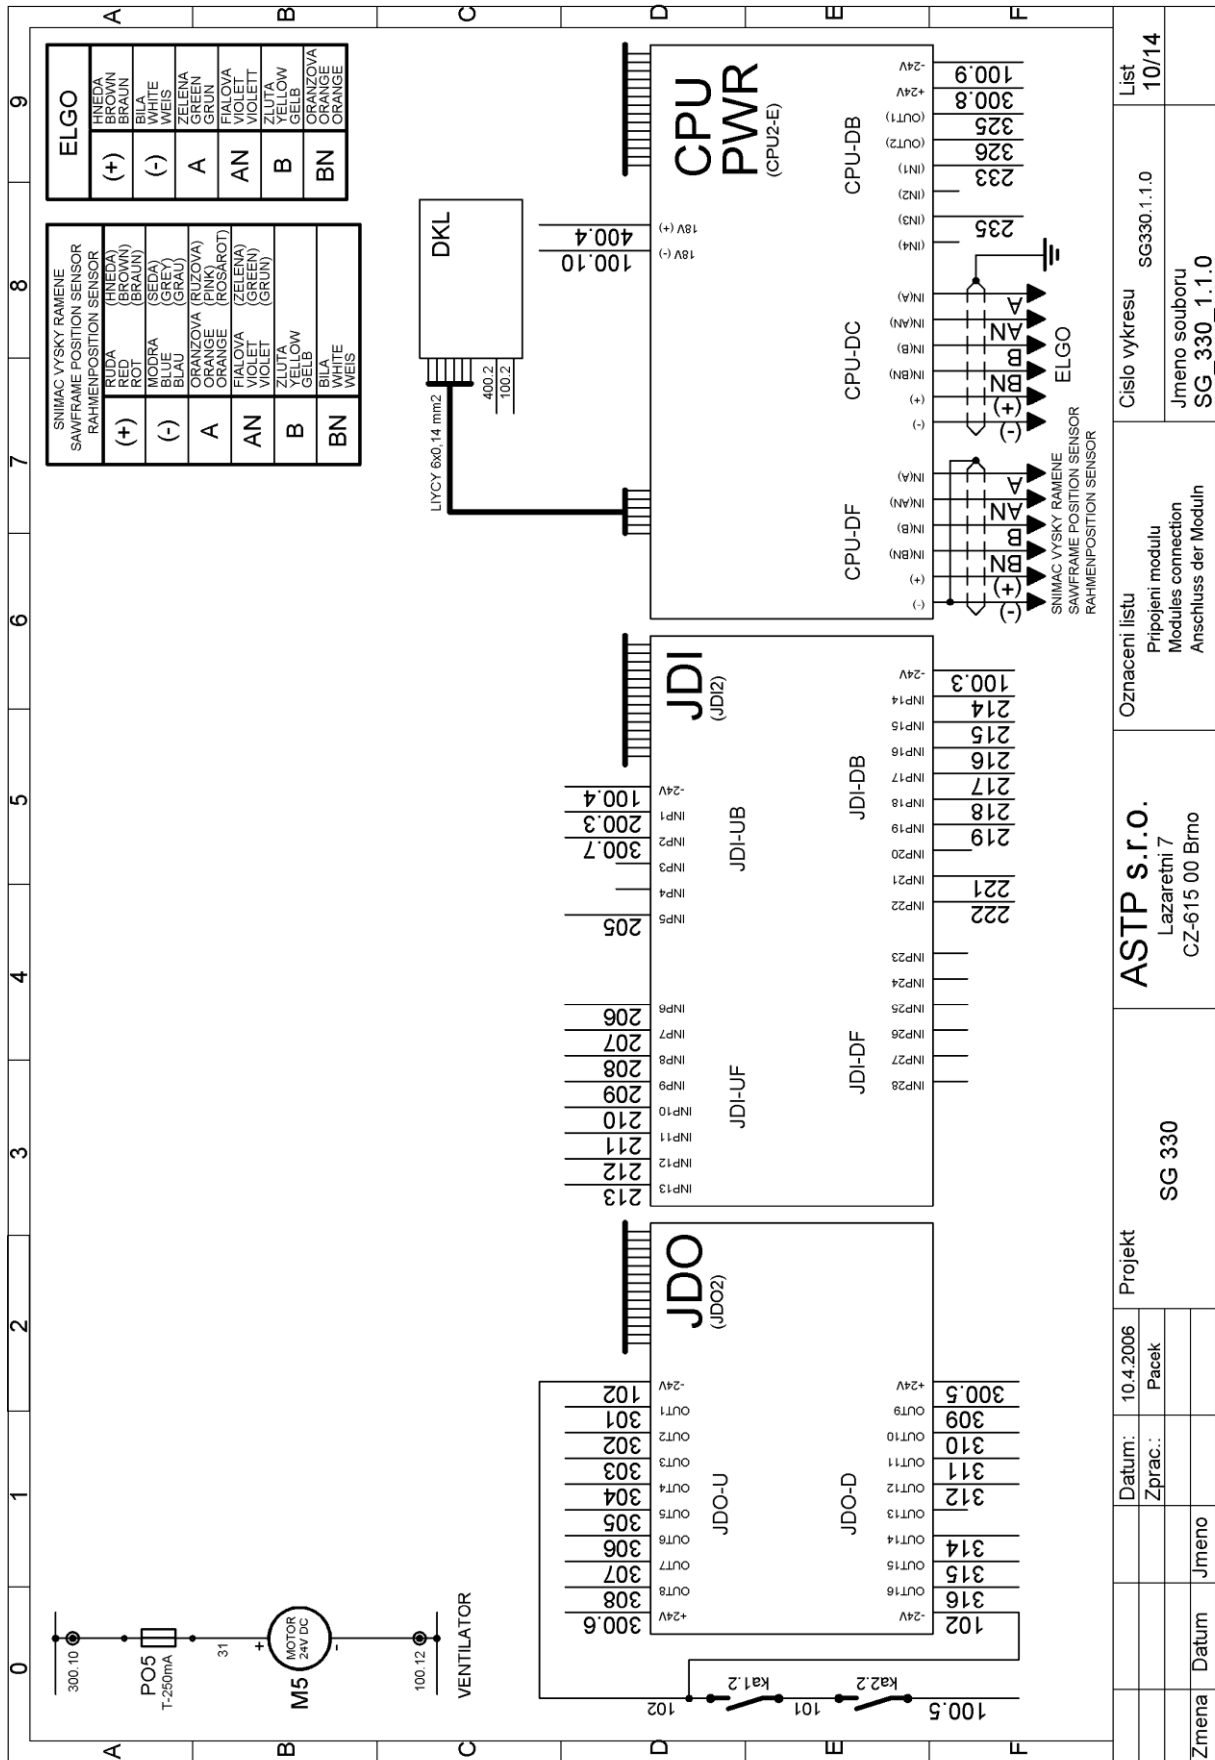 0 1 2 3 4 5 6 7 8 9
A
B
C
D
E
F
A
B
C
D
E
F
300.10
PO5
T-250mA
31
+
MOTOR
24V DC
-
M5
100.12
VENTILATOR
SNIMAC VYSKY RAMENE
SAWFRAME POSITION SENSOR
RAHMENPOSITION SENSOR
(+)
RUDA (HNEDA)
RED (BROWN)
ROT (BRAUN)
(-)
MODRA (SEDA)
BLUE (GREY)
BLAU (GRAU)
A
ORANZOVA (RUZOVA)
ORANGE (PINK)
ORANGE (ROSAROT)
AN
FIALOVA (ZELENA)
VIOLET (GREEN)
VIOLET (GRUN)
B
ZLUTA
YELLOW
GELB
BN
BILA
WHITE
WEIS
ELGO
(+)
HNEDA
BROWN
BRAUN
(-)
BILA
WHITE
WEIS
A
ZELENA
GREEN
GRUN
AN
FIALOVA
VIOLET
VIOLETT
B
ZLUTA
YELLOW
GELB
BN
ORANZOVA
ORANGE
ORANGE
LIYCY 6x0,14 mm2
DKL
400.2
100.2
102
ka1.2
101
ka2.2
100.5
300.6 308 307 306 305 304 303 302 301 102
+24V OUT8 OUT7 OUT6 OUT5 OUT4 OUT3 OUT2 OUT1 -24V
JDO
(JDO2)
JDO-U
JDO-D
-24V OUT16 OUT15 OUT14 OUT13 OUT12 OUT11 OUT10 OUT9 +24V
102 316 315 314 312 311 310 309 300.5
213 212 211 210 209 208 207 206 205 300.7 200.3 100.4
INP13 INP12 INP11 INP10 INP9 INP8 INP7 INP6 INP5 INP4 INP3 INP2 INP1 -24V
JDI
(JDI2)
JDI-UF
JDI-UB
JDI-DF
JDI-DB
INP28 INP27 INP26 INP25 INP24 INP23 INP22 INP21 INP20 INP19 INP18 INP17 INP16 INP15 INP14 -24V
222 221 219 218 217 216 215 214 100.3
100.10 400.4
18V (-) 18V (+)
CPU
PWR
(CPU2-E)
CPU-DF
CPU-DC
CPU-DB
(-) (+) IN(BN) IN(B) IN(AN) IN(A)
(-) (+) IN(BN) IN(B) IN(AN) IN(A)
(IN4) (IN3) (IN2) (IN1) (OUT2) (OUT1) +24V -24V
(-) (+) BN B AN A
SNIMAC VYSKY RAMENE
SAWFRAME POSITION SENSOR
RAHMENPOSITION SENSOR
(-) (+) BN B AN A
ELGO
235 233 326 325 300.8 100.9
Zmena
Datum
Jmeno
Datum: 10.4.2006
Zprac.: Pacek
Projekt
SG 330
ASTP s.r.o.
Lazaretni 7
CZ-615 00 Brno
Oznaceni listu
Pripojeni modulu
Modules connection
Anschluss der Moduln
Cislo vykresu
SG330.1.1.0
Jmeno souboru
SG_330_1.1.0
List
10/14